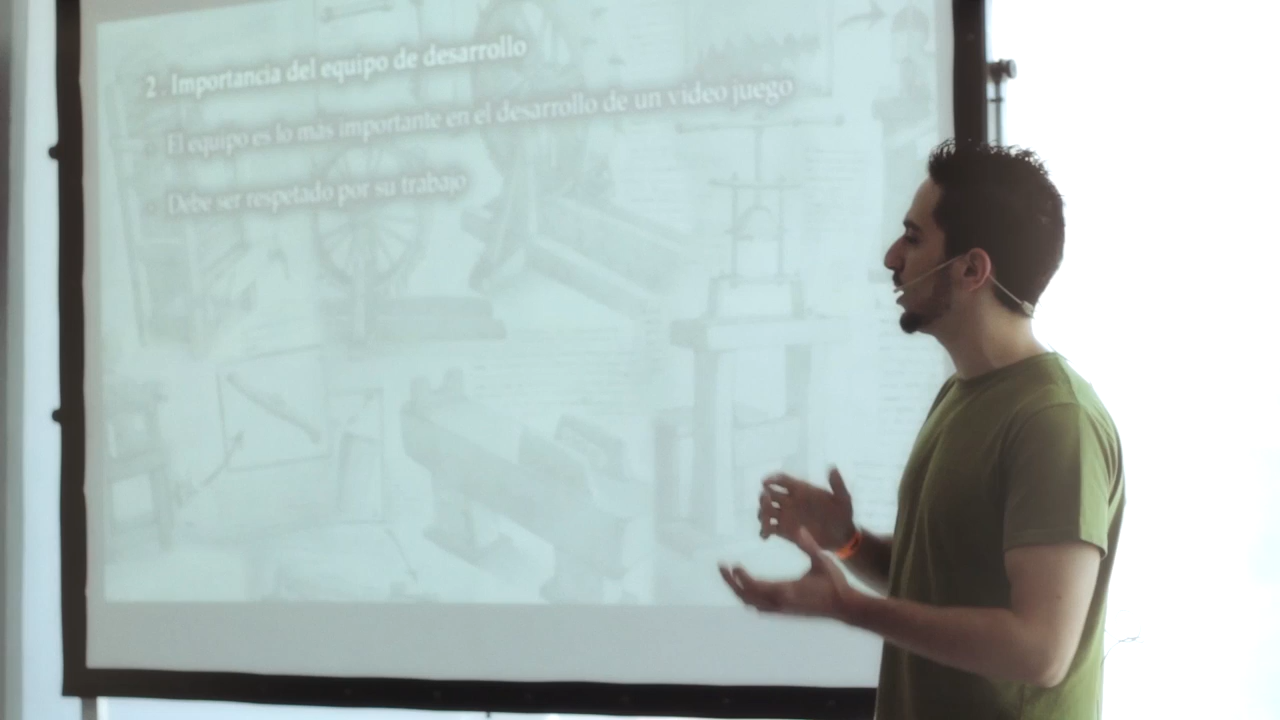 2. Importancia del equipo de desarrollo
El equipo es lo mas importante en el desarrollo de un video juego
Debe ser respetado por su trabajo